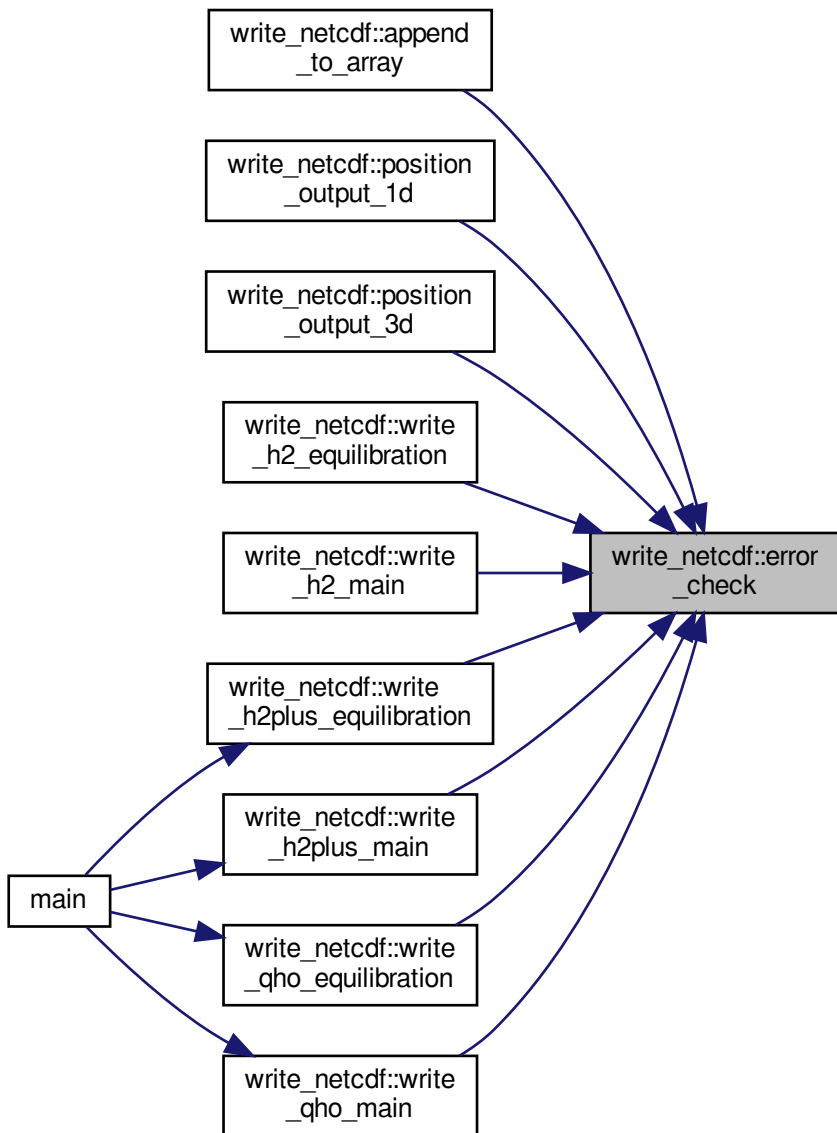 write_netcdf::append
_to_array
write_netcdf::position
_output_1d
write_netcdf::position
_output_3d
write_netcdf::write
_h2_equilibration
write_netcdf::write
_h2_main
write_netcdf::error
_check
write_netcdf::write
_h2plus_equilibration
write_netcdf::write
_h2plus_main
main
write_netcdf::write
_qho_equilibration
write_netcdf::write
_qho_main